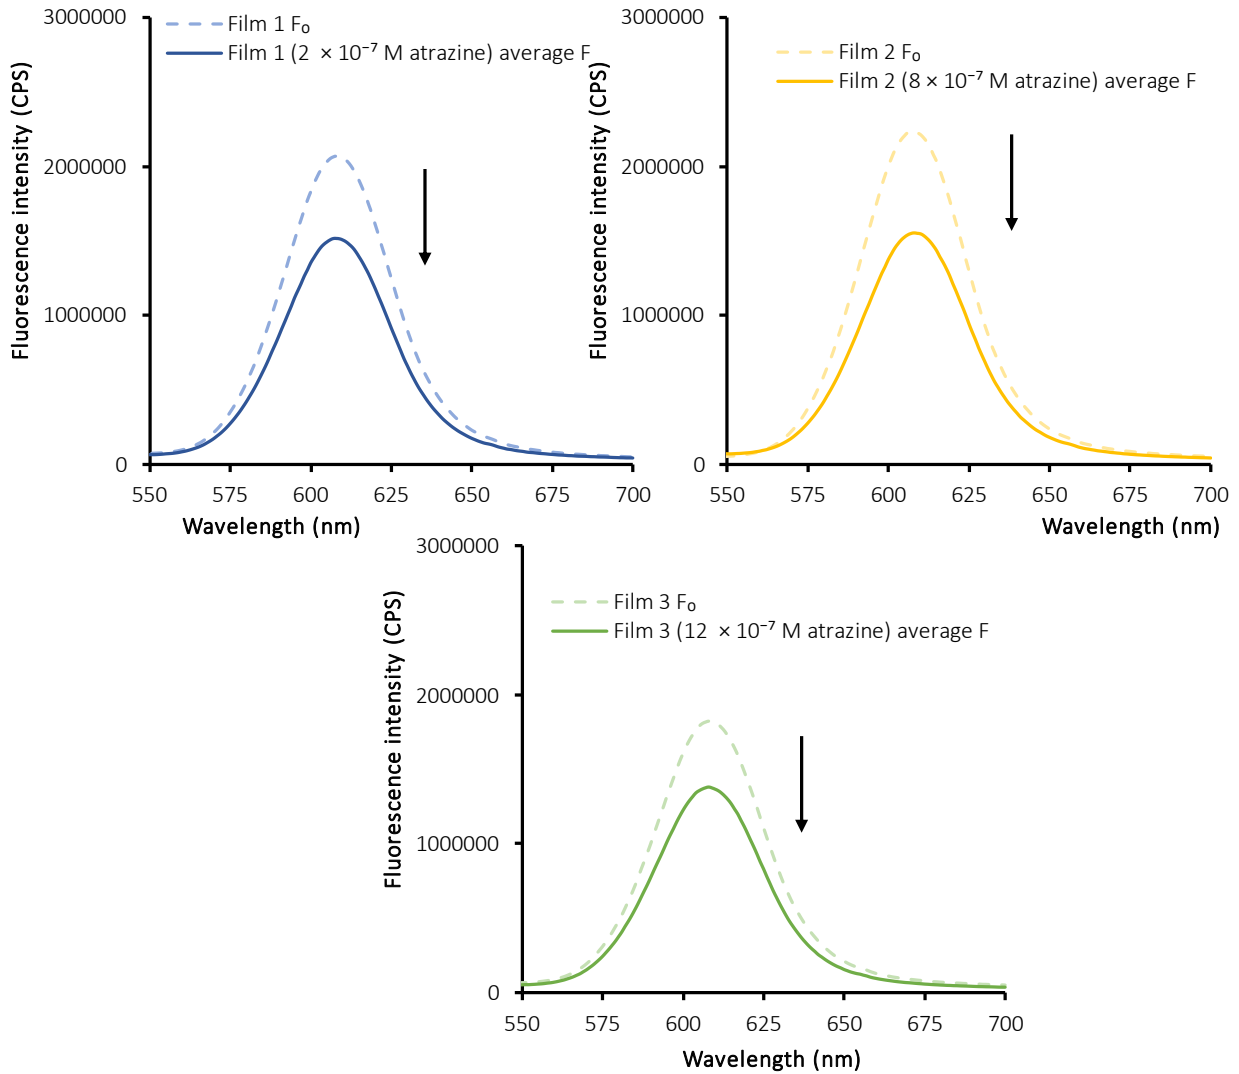 Fluorescence intensity (CPS)
3000000
2000000
1000000
0
Film 1 F₀
Film 1 (2 × 10⁻⁷ M atrazine) average F
550 575 600 625 650 675 700
Wavelength (nm)
Fluorescence intensity (CPS)
3000000
2000000
1000000
0
Film 2 F₀
Film 2 (8 × 10⁻⁷ M atrazine) average F
550 575 600 625 650 675 700
Wavelength (nm)
Fluorescence intensity (CPS)
3000000
2000000
1000000
0
Film 3 F₀
Film 3 (12 × 10⁻⁷ M atrazine) average F
550 575 600 625 650 675 700
Wavelength (nm)